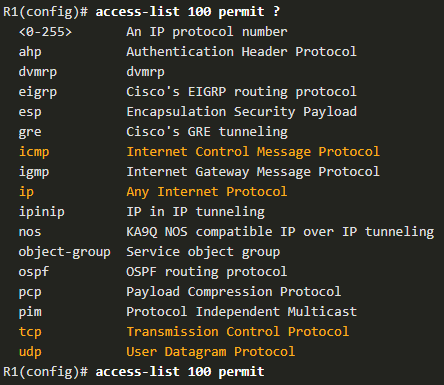 R1(config)# access-list 100 permit ?
<0-255> An IP protocol number
ahp Authentication Header Protocol
dvmrp dvmrp
eigrp Cisco's EIGRP routing protocol
esp Encapsulation Security Payload
gre Cisco's GRE tunneling
icmp Internet Control Message Protocol
igmp Internet Gateway Message Protocol
ip Any Internet Protocol
ipinip IP in IP tunneling
nos KA9Q NOS compatible IP over IP tunneling
object-group Service object group
ospf OSPF routing protocol
pcp Payload Compression Protocol
pim Protocol Independent Multicast
tcp Transmission Control Protocol
udp User Datagram Protocol
R1(config)# access-list 100 permit